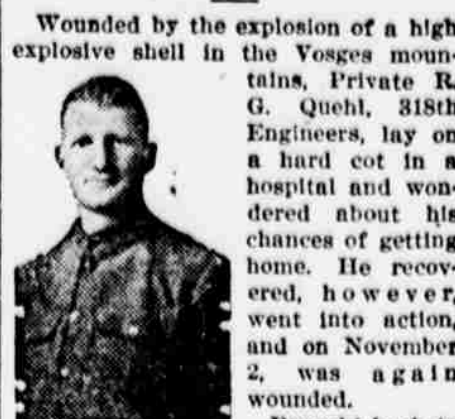 Wounded by the explosion of a high
explosive shell in the Vosges moun-
tains, Private R.
G. Quehl, 318th
Engineers, lay on
a hard cot in a
hospital and won-
dered about his
chances of getting
home. He recov-
ered, however,
went into action,
and on November
2, was again
wounded.